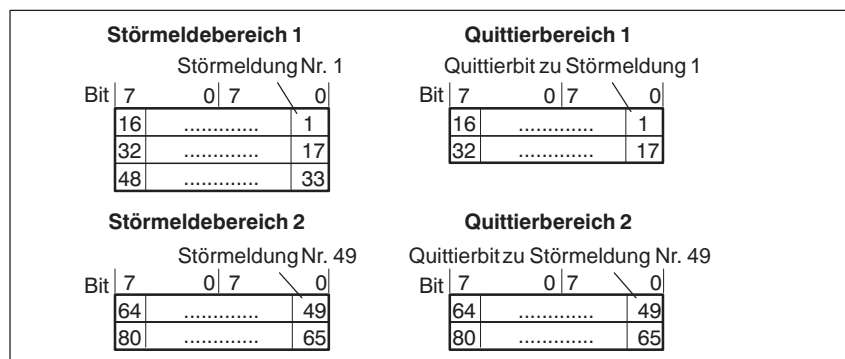 Störmeldebereich 1 Quittierbereich 1
Störmeldung Nr. 1 Quittierbit zu Störmeldung 1
Bit 7 0 7 0 Bit 7 0 7 0
16 ............. 1 16 ............. 1
32 ............. 17 32 ............. 17
48 ............. 33
Störmeldebereich 2 Quittierbereich 2
Störmeldung Nr. 49 Quittierbit zu Störmeldung Nr. 49
Bit 7 0 7 0 Bit 7 0 7 0
64 ............. 49 64 ............. 49
80 ............. 65 80 ............. 65